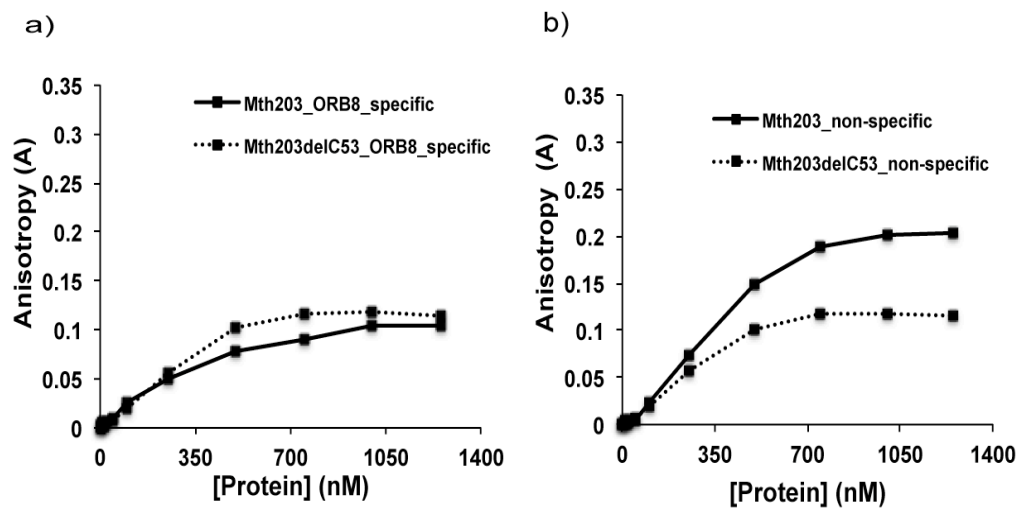 a)
Anisotropy (A)
0.35
0.3
0.25
0.2
0.15
0.1
0.05
0
Mth203_ORB8_specific
Mth203delC53_ORB8_specific
0 350 700 1050 1400
[Protein] (nM)
b)
Anisotropy (A)
0.35
0.3
0.25
0.2
0.15
0.1
0.05
0
Mth203_non-specific
Mth203delC53_non-specific
0 350 700 1050 1400
[Protein] (nM)